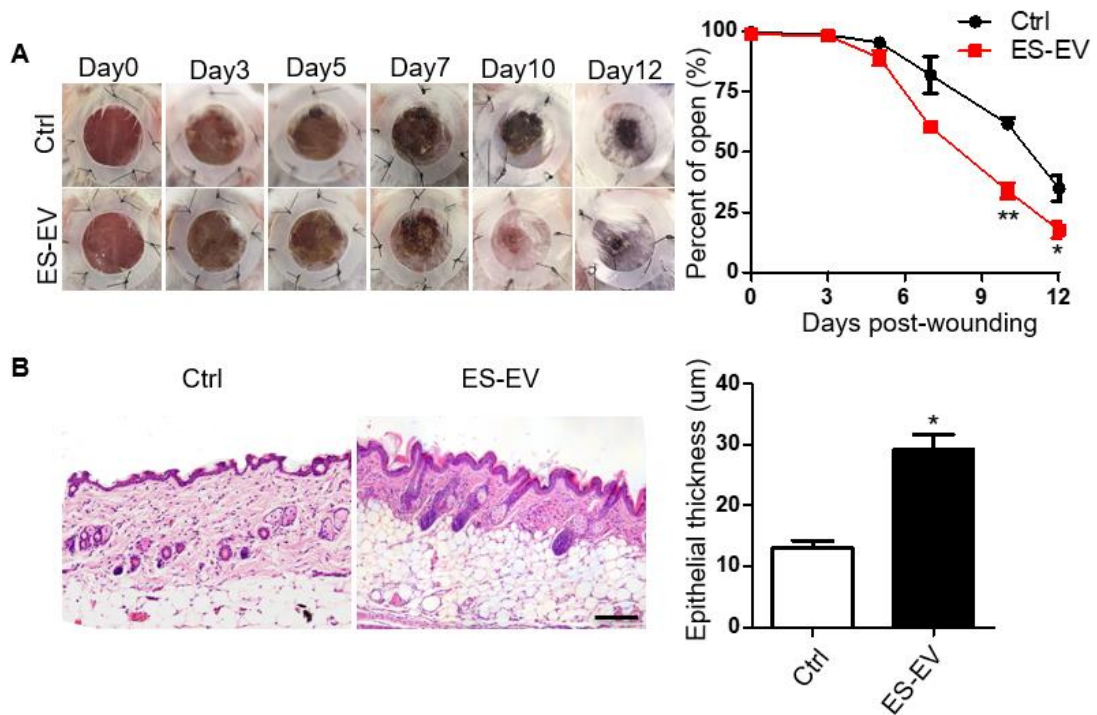 A
Day0 Day3 Day5 Day7 Day10 Day12
Ctrl
ES-EV
Percent of open (%)
100
75
50
25
0
Ctrl
ES-EV
**
*
0 3 6 9 12
Days post-wounding
B
Ctrl ES-EV
Epithelial thickness (um)
40
30
20
10
0
*
Ctrl
ES-EV